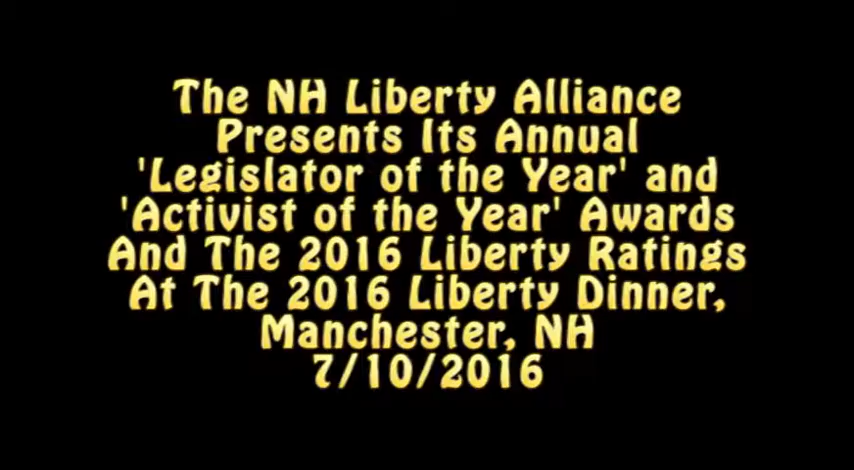 The NH Liberty Alliance
Presents Its Annual
'Legislator of the Year' and
'Activist of the Year' Awards
And The 2016 Liberty Ratings
At The 2016 Liberty Dinner,
Manchester, NH
7/10/2016